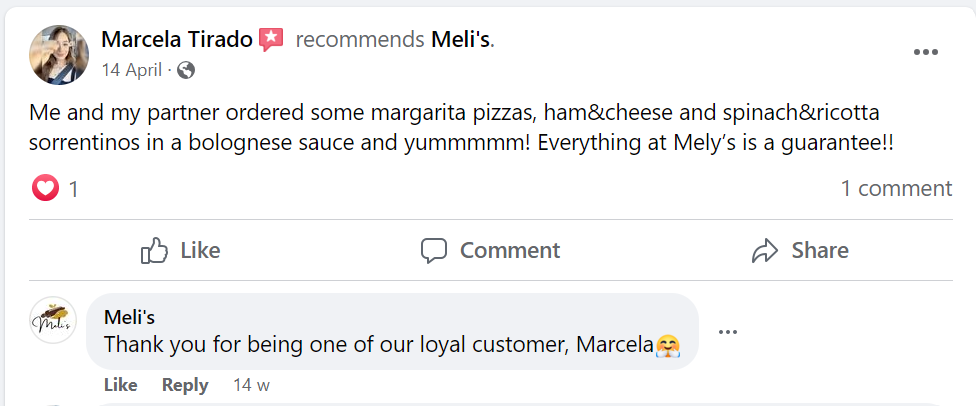 Marcela Tirado recommends Meli's.
14 April ·
Me and my partner ordered some margarita pizzas, ham&cheese and spinach&ricotta
sorrentinos in a bolognese sauce and yummmmm! Everything at Mely’s is a guarantee!!
1
1 comment
Like
Comment
Share
Meli's
Meli's
Thank you for being one of our loyal customer, Marcela🤗
Like Reply 14 w